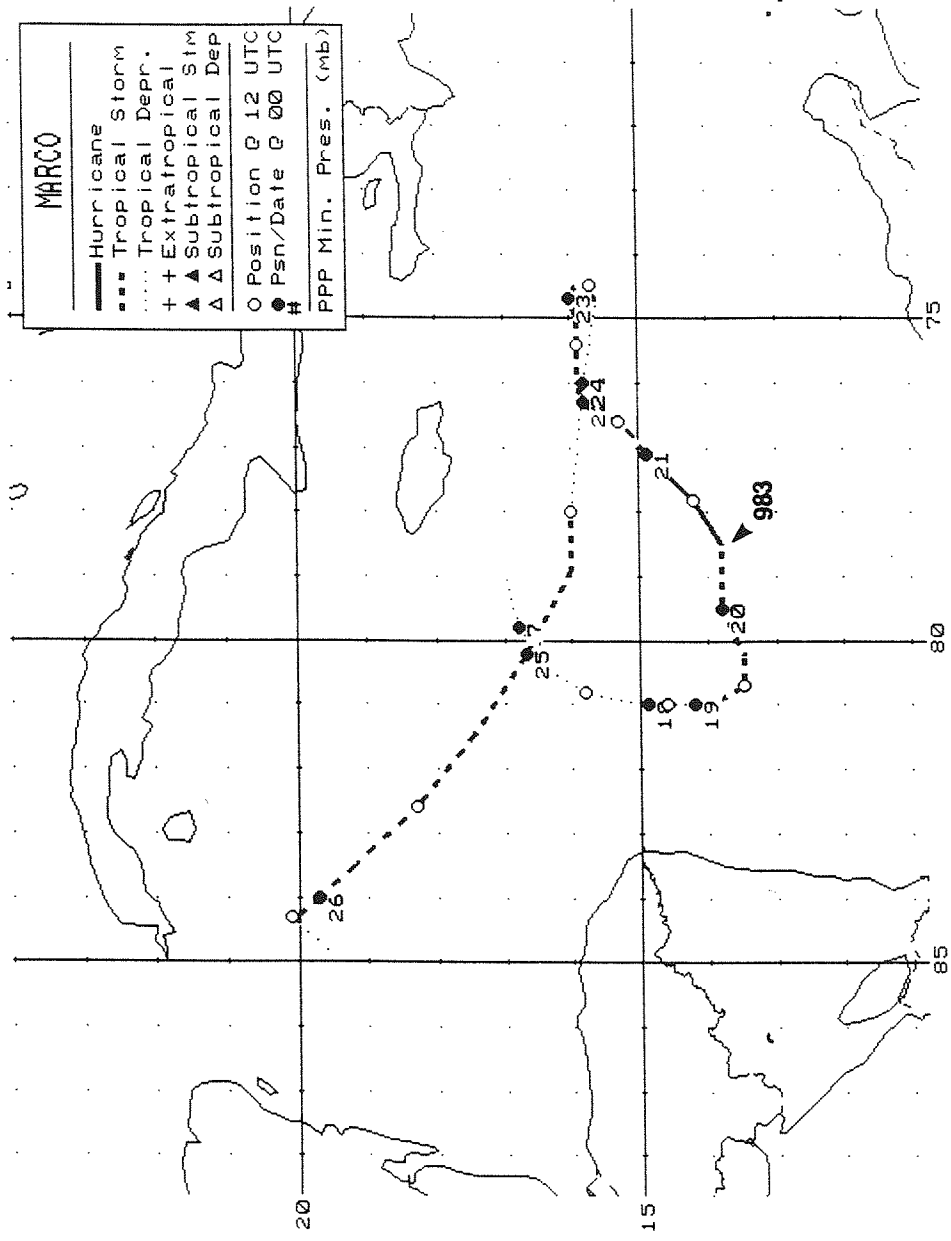 MARCO
Hurricane
Tropical Storm
Tropical Depr.
+ + Extratropical
▲ ▲ Subtropical Stm
△ △ Subtropical Dep
○ Position @ 12 UTC
● Psn/Date @ 00 UTC
#
PPP Min. Pres. (mb)
20
15
85
80
75
26
25
7
18
19
20
983
21
24
23